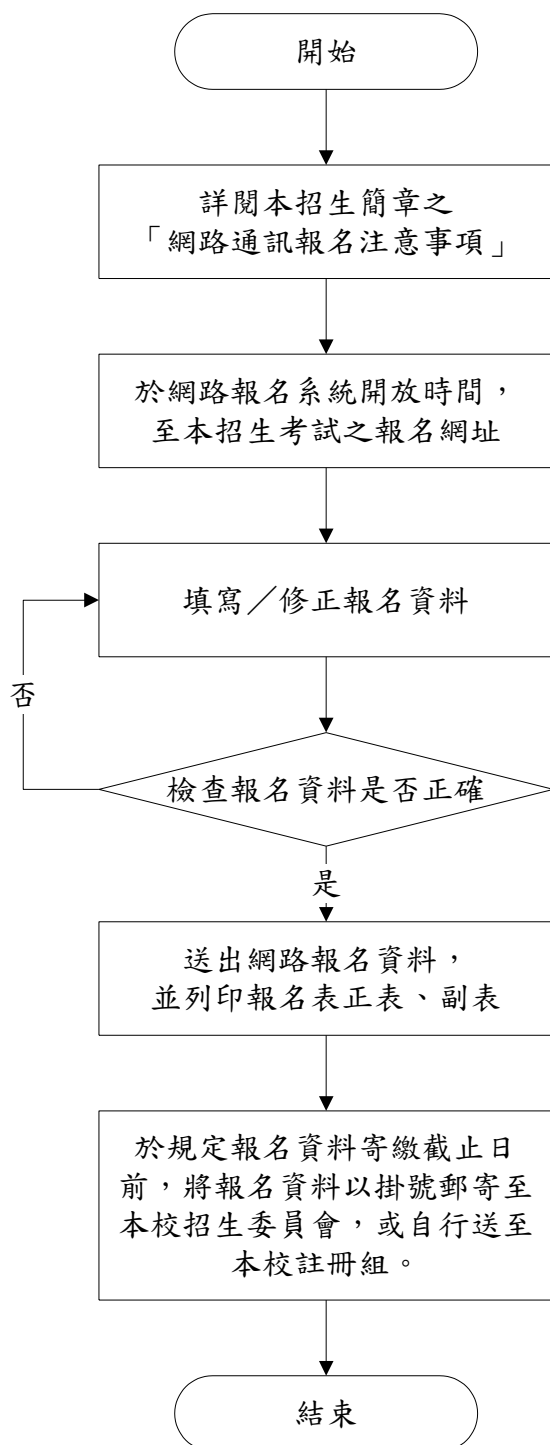 開始
詳閱本招生簡章之
「網路通訊報名注意事項」
於網路報名系統開放時間，
至本招生考試之報名網址
填寫／修正報名資料
否
檢查報名資料是否正確
是
送出網路報名資料，
並列印報名表正表、副表
於規定報名資料寄繳截止日
前，將報名資料以掛號郵寄至
本校招生委員會，或自行送至
本校註冊組。
結束